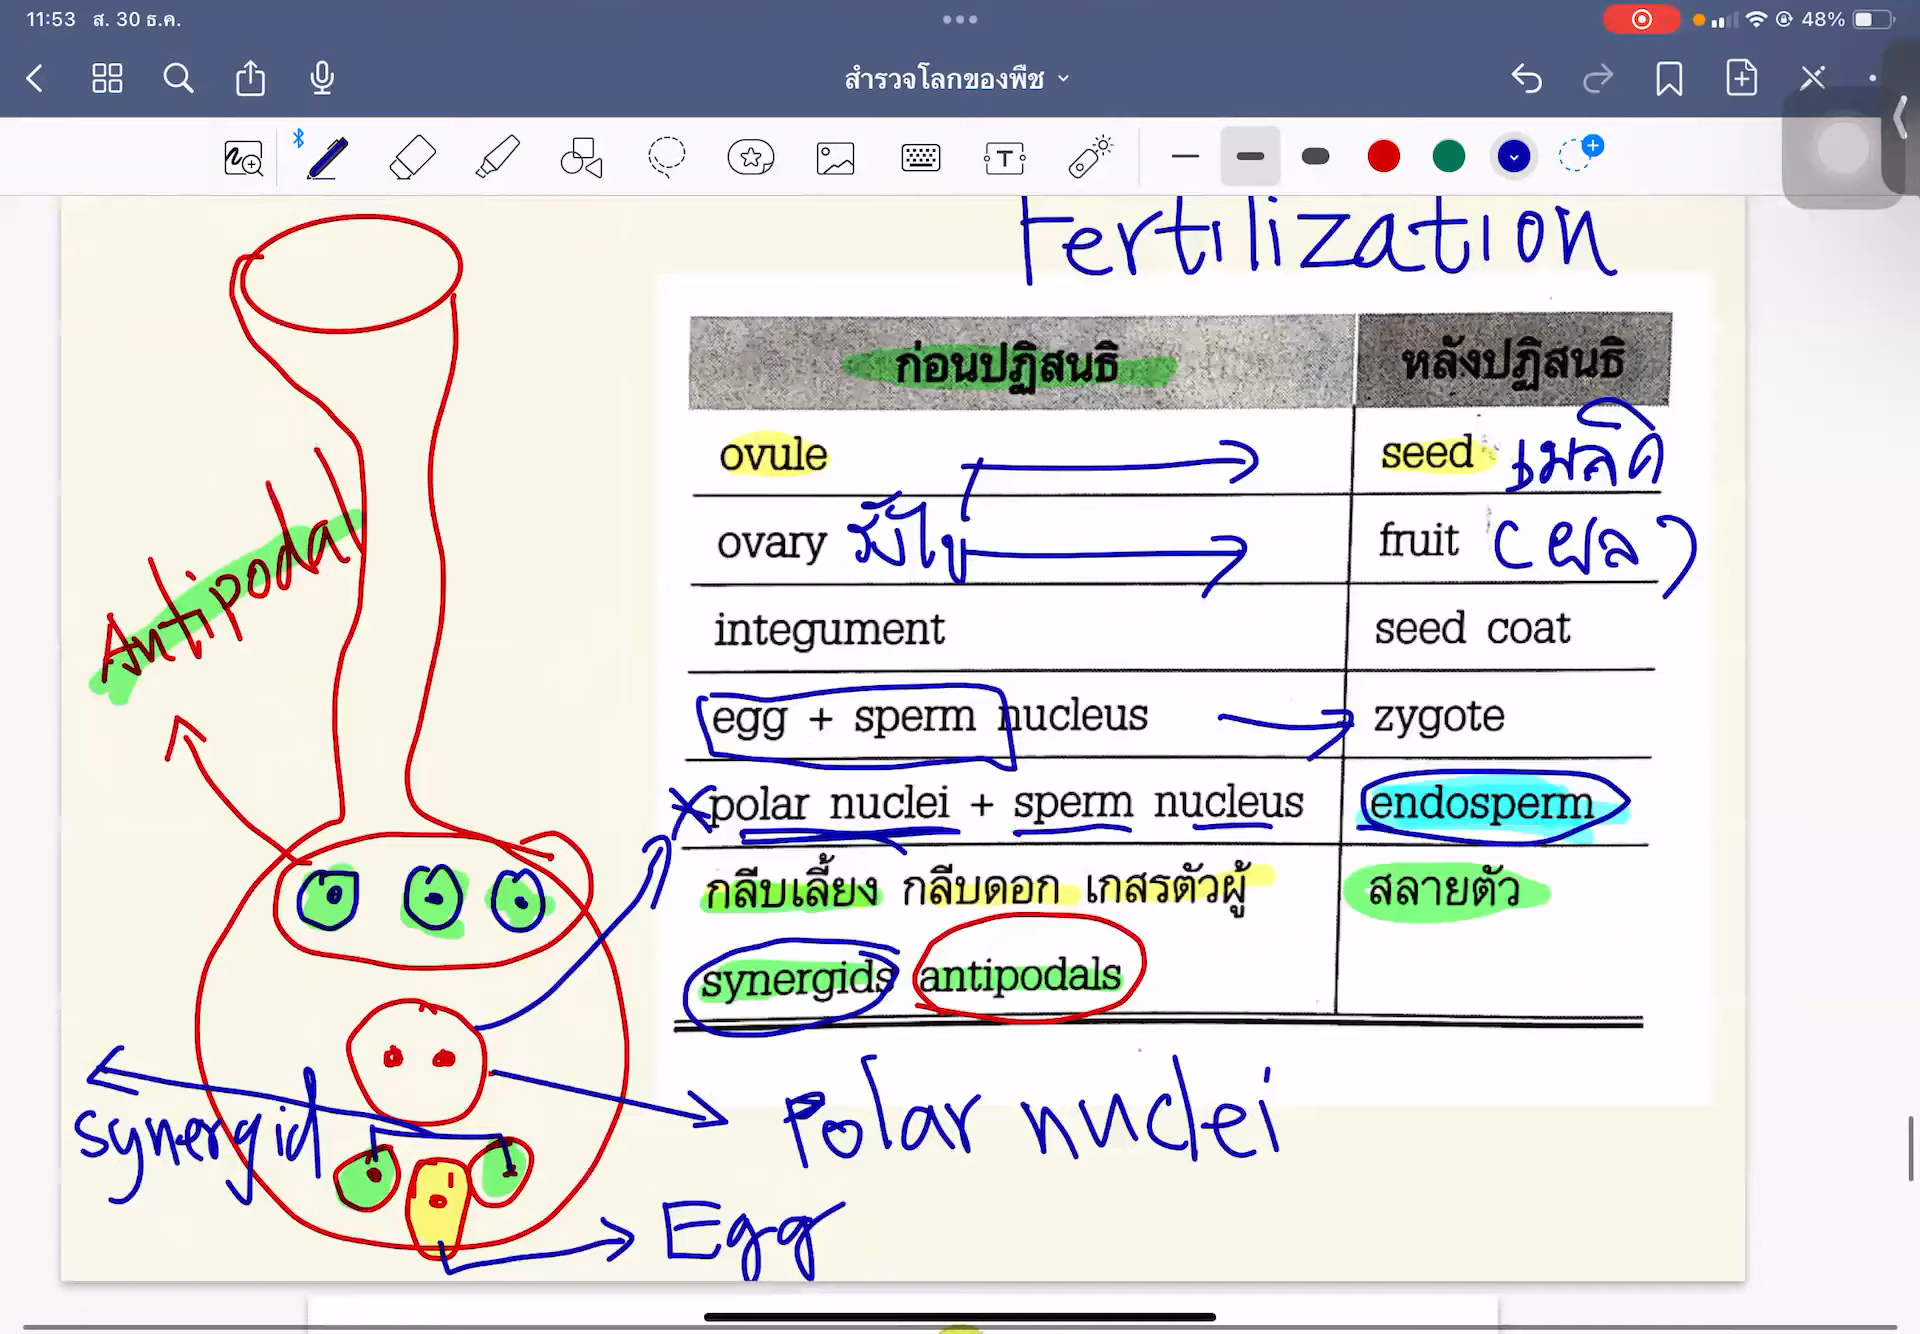 11:53 ส. 30 ธ.ค.
48%
สำรวจโลกของพืช
Fertilization
ก่อนปฏิสนธิ หลังปฏิสนธิ
ovule seed เมล็ด
ovary รังไข่ fruit (ผล)
integument seed coat
egg + sperm nucleus zygote
polar nuclei + sperm nucleus endosperm
กลีบเลี้ยง กลีบดอก เกสรตัวผู้ สลายตัว
synergids antipodals
Antipodal
Synergid
Polar nuclei
Egg